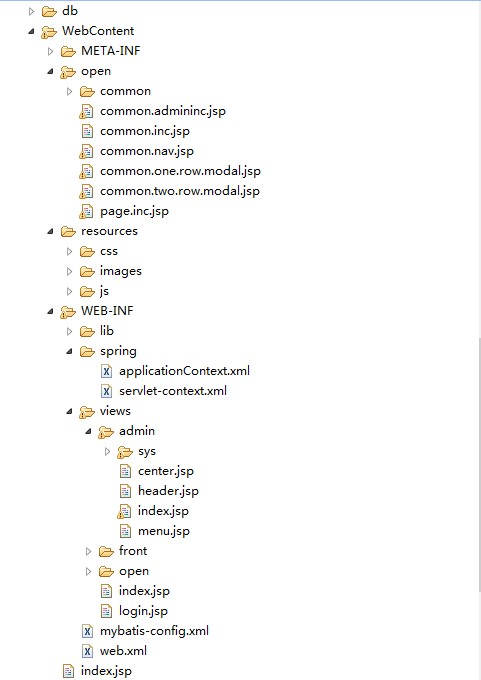 db
WebContent
META-INF
open
common
common.admininc.jsp
common.inc.jsp
common.nav.jsp
common.one.row.modal.jsp
common.two.row.modal.jsp
page.inc.jsp
resources
css
images
js
WEB-INF
lib
spring
applicationContext.xml
servlet-context.xml
views
admin
sys
center.jsp
header.jsp
index.jsp
menu.jsp
front
open
index.jsp
login.jsp
mybatis-config.xml
web.xml
index.jsp